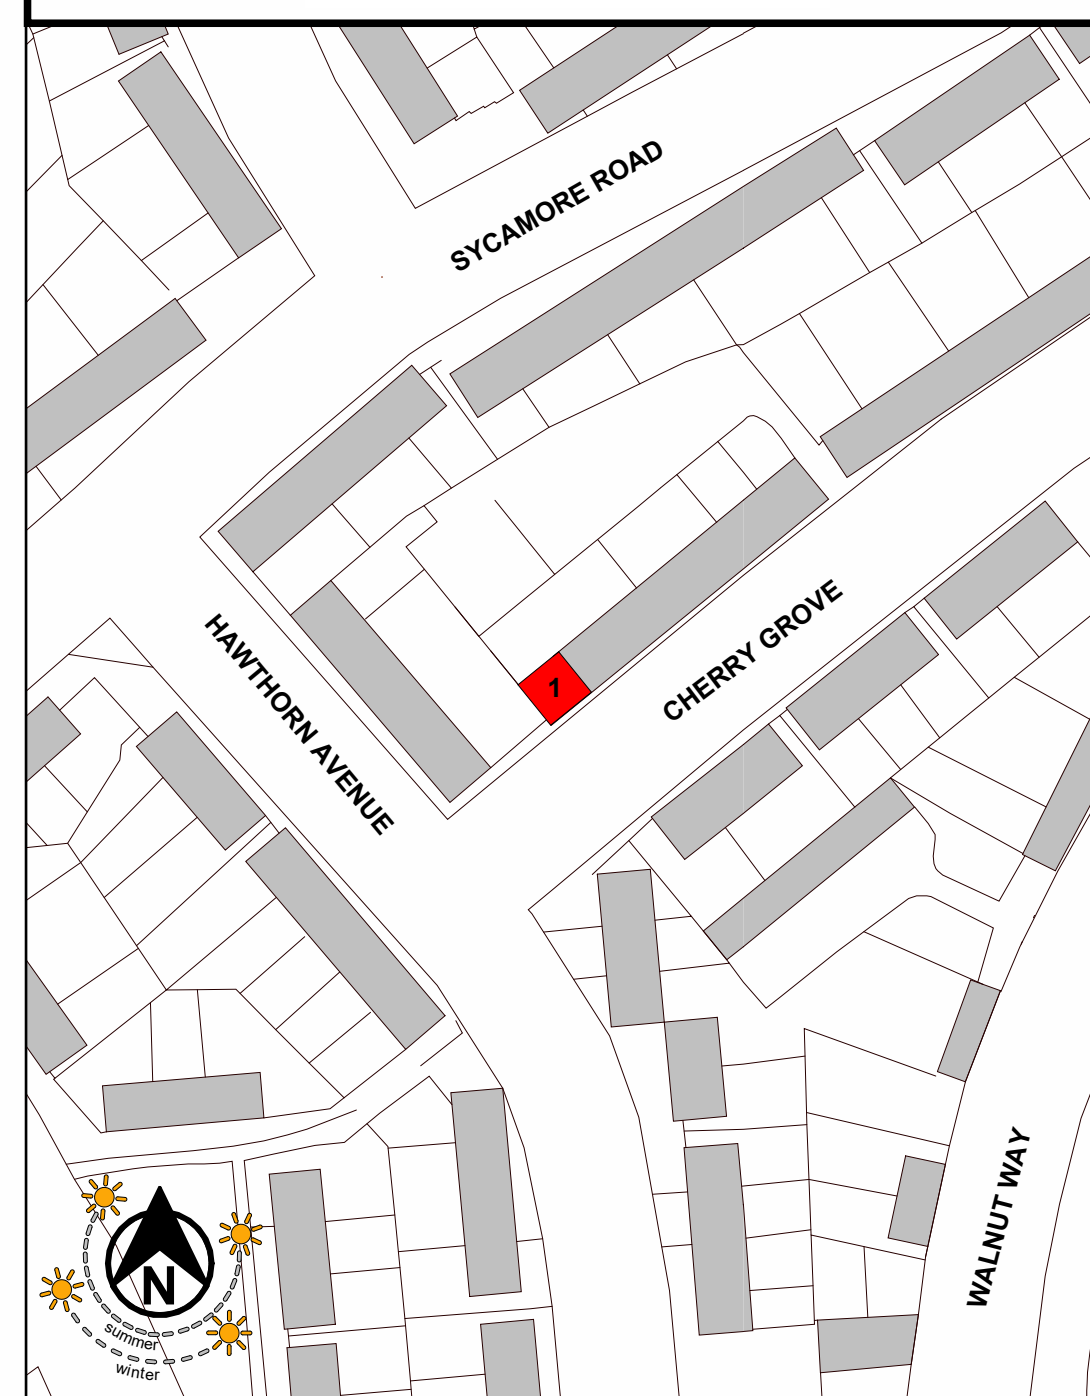 SYCAMORE ROAD
HAWTHORN AVENUE
CHERRY GROVE
1
WALNUT WAY
N
summer
winter